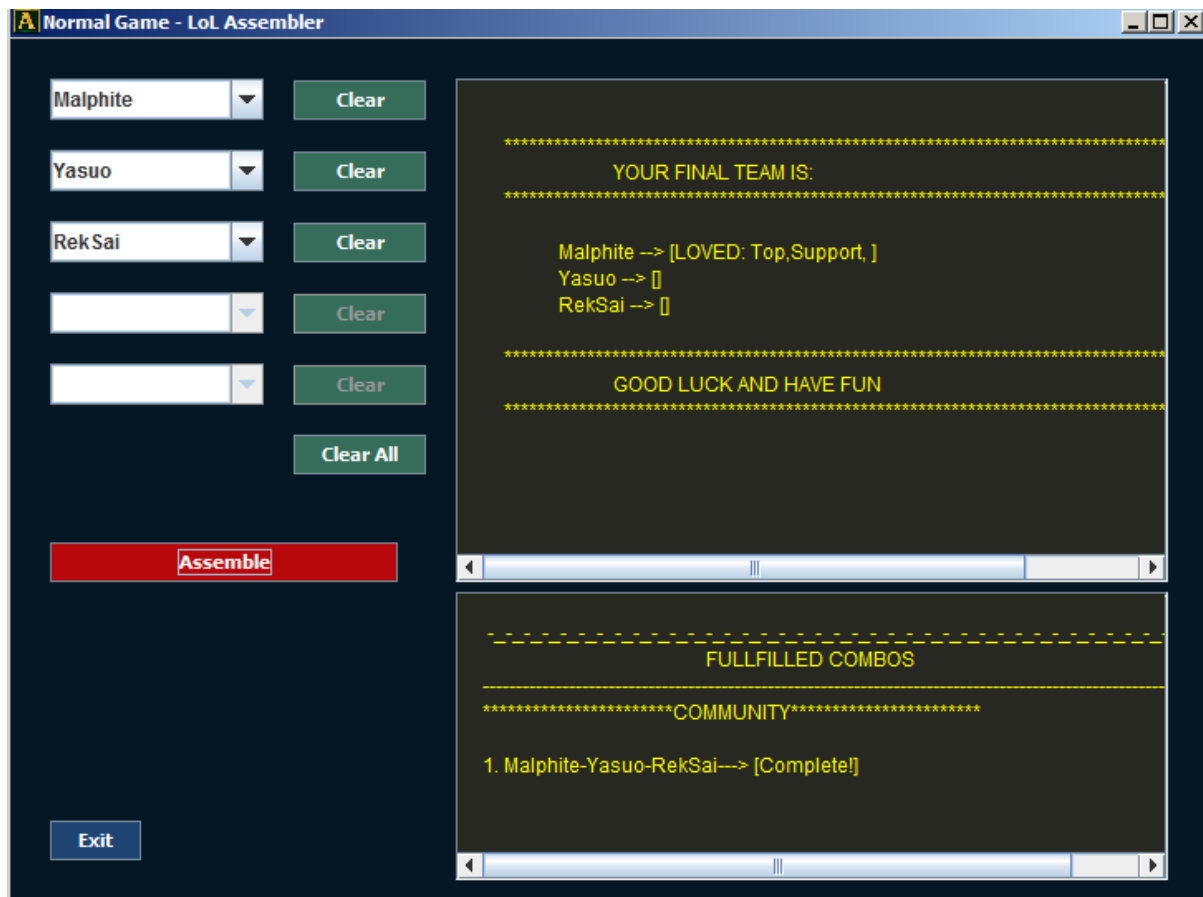 A Normal Game - LoL Assembler
Malphite
Clear
Yasuo
Clear
RekSai
Clear
Clear
Clear
Clear All
Assemble
Exit
********************************************************************************
YOUR FINAL TEAM IS:
********************************************************************************
Malphite --> [LOVED: Top,Support, ]
Yasuo --> []
RekSai --> []
********************************************************************************
GOOD LUCK AND HAVE FUN
********************************************************************************
-_-_-_-_-_-_-_-_-_-_-_-_-_-_-_-_-_-_-_-_-_-_-_-_-_-_-_-_-_-_-_-_-_-_-_-_-_
FULLFILLED COMBOS
***********************COMMUNITY***********************
1. Malphite-Yasuo-RekSai---> [Complete!]